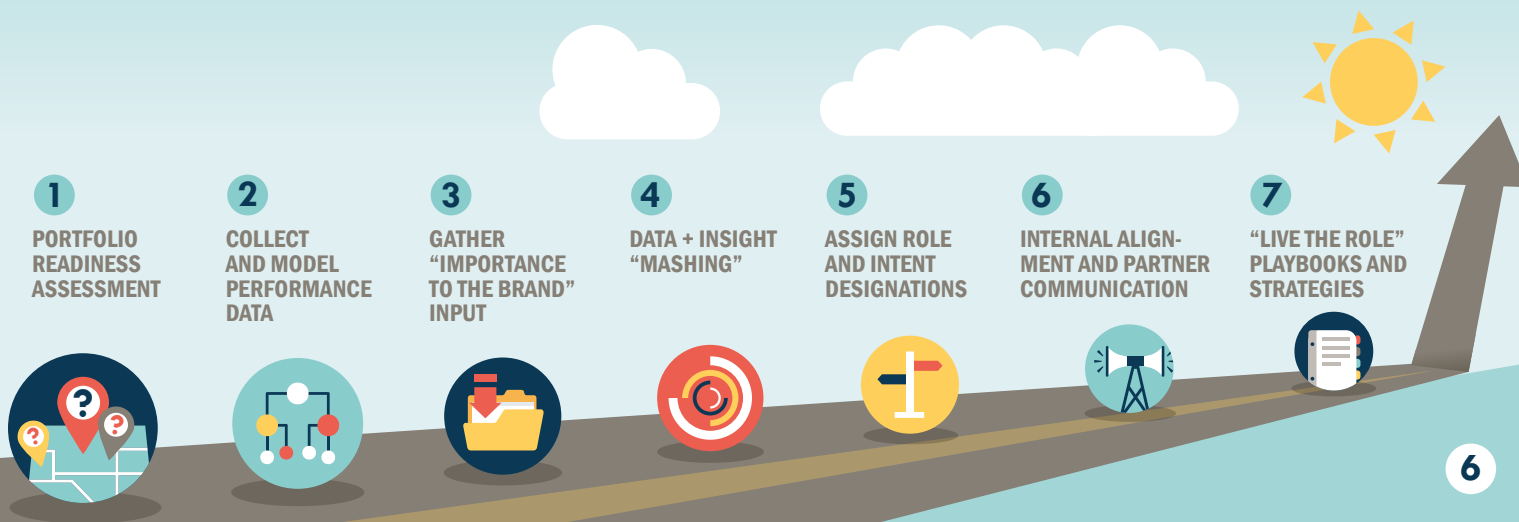 1
PORTFOLIO
READINESS
ASSESSMENT
2
COLLECT
AND MODEL
PERFORMANCE
DATA
3
GATHER
“IMPORTANCE
TO THE BRAND”
INPUT
4
DATA + INSIGHT
“MASHING”
5
ASSIGN ROLE
AND INTENT
DESIGNATIONS
6
INTERNAL ALIGN-
MENT AND PARTNER
COMMUNICATION
7
“LIVE THE ROLE”
PLAYBOOKS AND
STRATEGIES
?
?
?
6